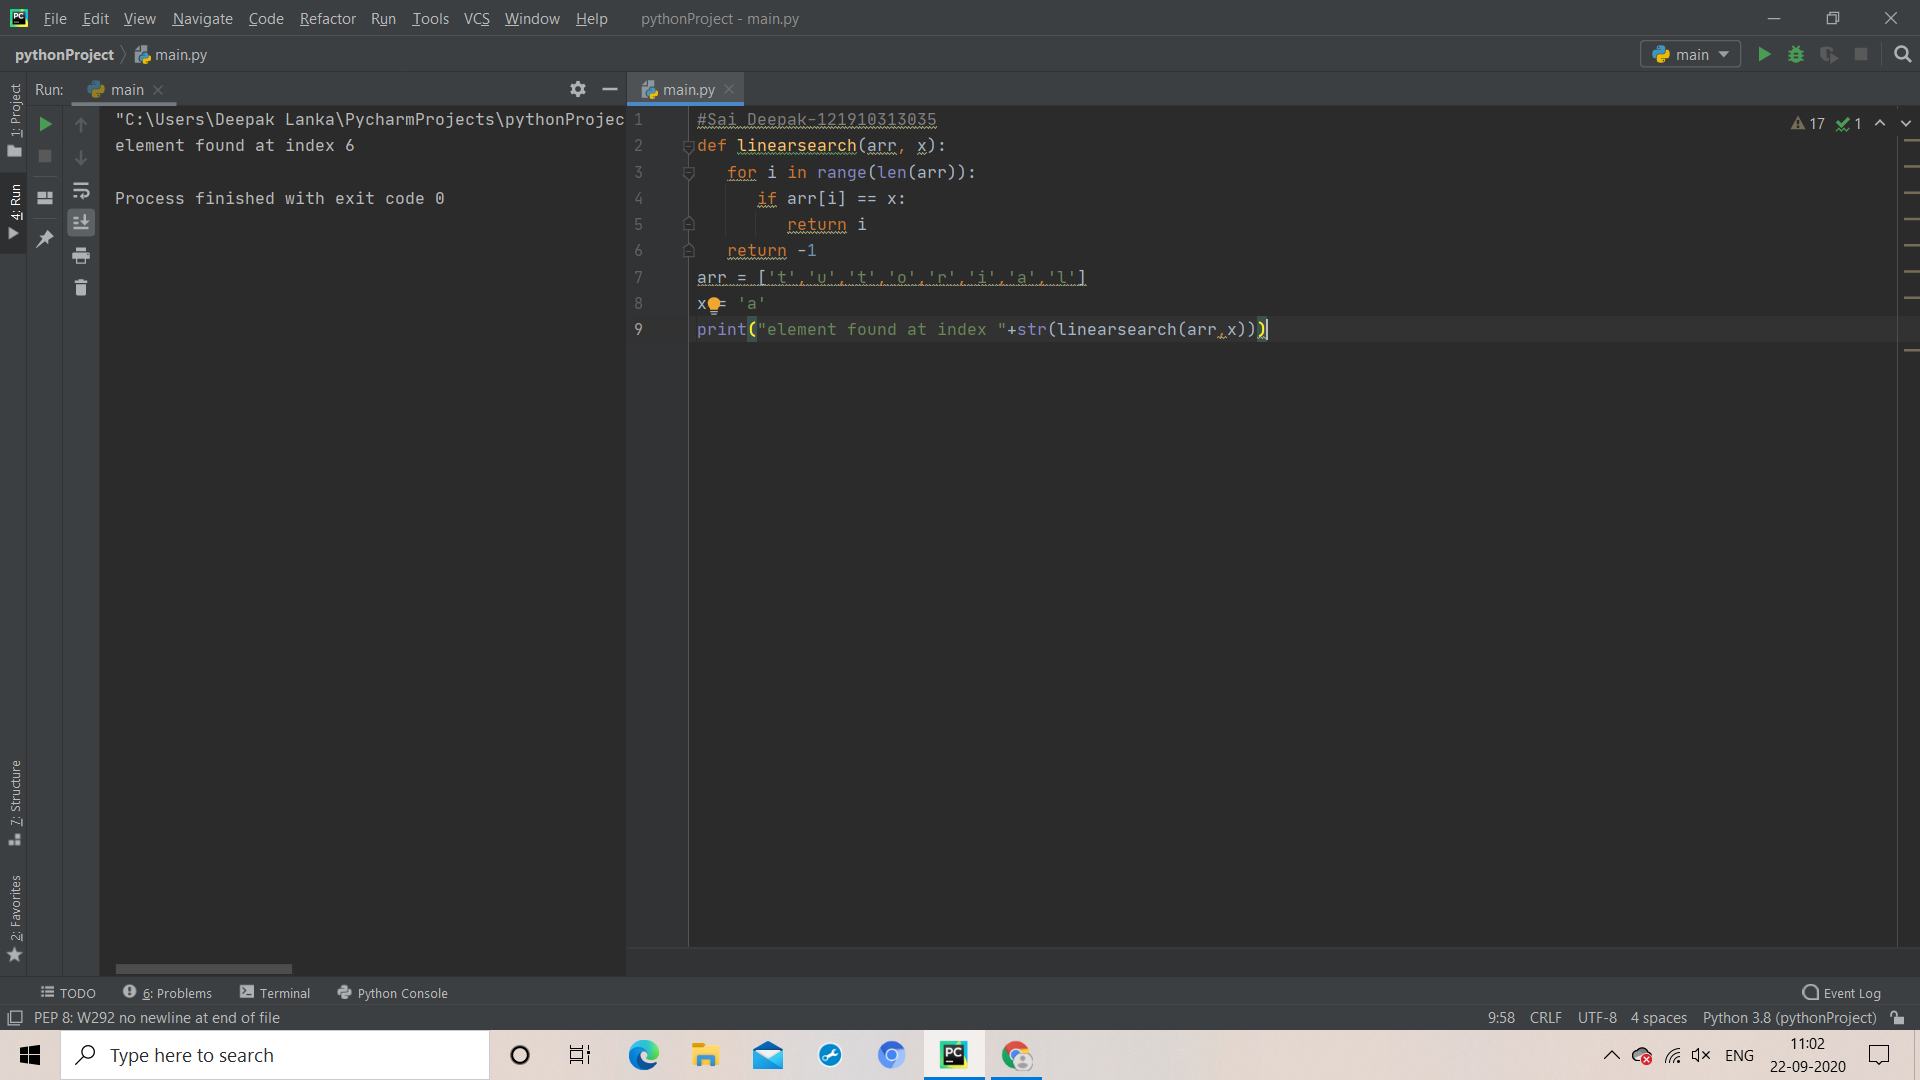 File Edit View Navigate Code Refactor Run Tools VCS Window Help pythonProject - main.py
pythonProject main.py main
Run: main
main.py
1: Project
4: Run
7: Structure
2: Favorites
"C:\Users\Deepak Lanka\PycharmProjects\pythonProjec
element found at index 6
Process finished with exit code 0
17 1
1 #Sai Deepak-121910313035
2 def linearsearch(arr, x):
3 for i in range(len(arr)):
4 if arr[i] == x:
5 return i
6 return -1
7 arr = ['t','u','t','o','r','i','a','l']
8 x = 'a'
9 print("element found at index "+str(linearsearch(arr,x)))
TODO 6: Problems Terminal Python Console Event Log
PEP 8: W292 no newline at end of file 9:58 CRLF UTF-8 4 spaces Python 3.8 (pythonProject)
Type here to search
PC
ENG
11:02
22-09-2020